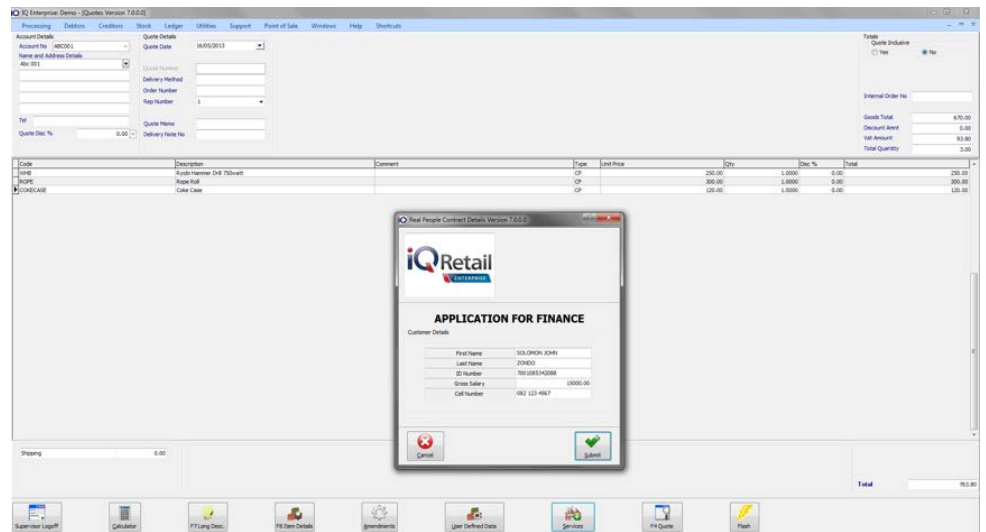 IQ Enterprise: Demo - [Quotes Version 7.0.0.0]
Processing Debtors Creditors Stock Ledger Utilities Support Point of Sale Windows Help Shortcuts
Account Details Quote Details Totals
Account No ABC001 Quote Date 16/05/2013 Quote Inclusive
Name and Address Details Yes No
Abc 001 Quote Number
Delivery Method
Order Number
Rep Number 1 Internal Order No
Tel Quote Memo Goods Total 670.00
Quote Disc % 0.00 Delivery Note No Discount Amnt 0.00
Vat Amount 93.80
Total Quantity 3.00
Code Description Comment Type Unit Price Qty Disc % Total
WHB Ryobi Hammer Drill 750watt CP 250.00 1.0000 0.00 250.00
ROPE Rope Roll CP 300.00 1.0000 0.00 300.00
COKECASE Coke Case CP 120.00 1.0000 0.00 120.00
Real People Contract Details Version 7.0.0.0
iQ Retail
ENTERPRISE
APPLICATION FOR FINANCE
Customer Details
First Name SOLOMON JOHN
Last Name ZONDO
ID Number 7001085342088
Gross Salary 15000.00
Cell Number 082 123 4567
Cancel Submit
Shipping 0.00
Total 763.80
Supervisor Logoff Calculator F7 Long Desc. F8 Item Details Amendments User Defined Data Services F4 Quote Flash